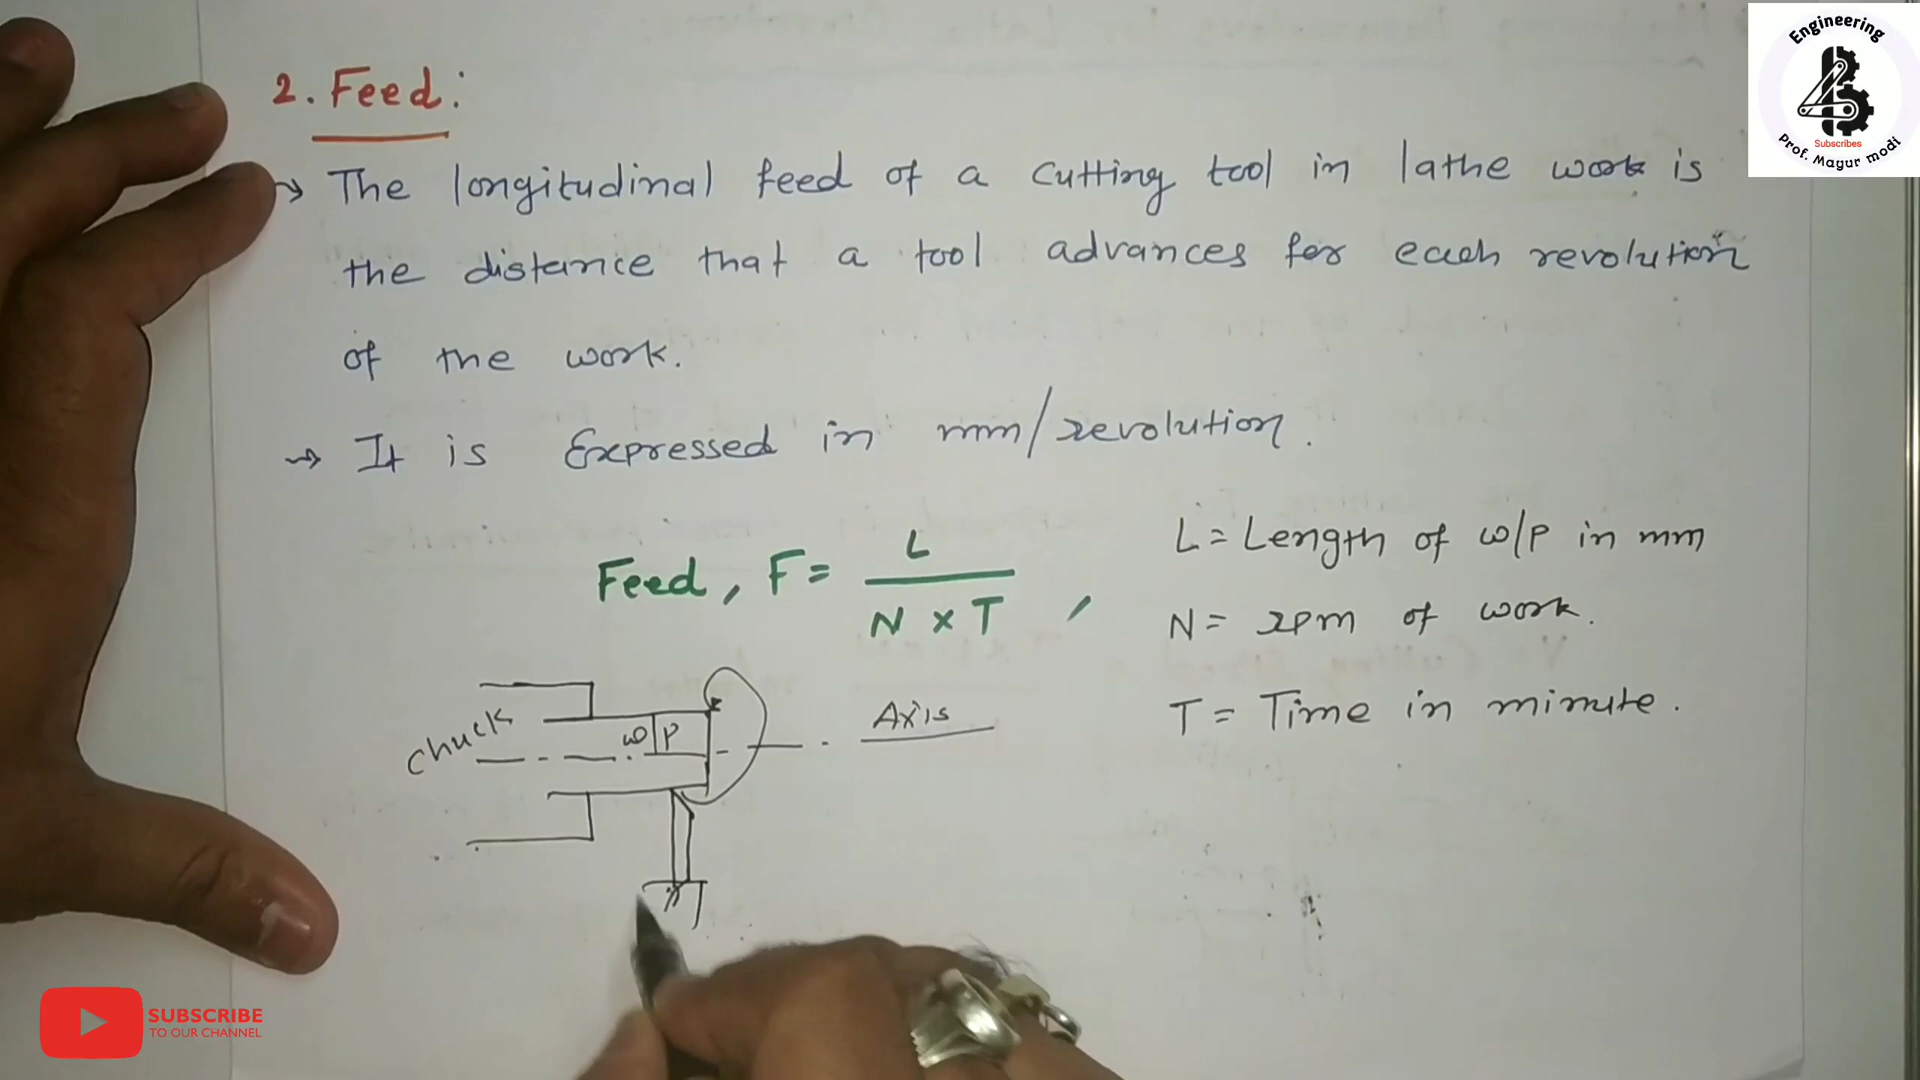 2. Feed:
→ The longitudinal feed of a cutting tool in lathe work is
the distance that a tool advances for each revolution
of the work.
→ It is Expressed in mm/revolution.
Feed, F = L / N × T ,
L = Length of w/p in mm
N = rpm of work.
T = Time in minute.
chuck
w/p
Axis
Engineering
Subscribes
Prof. Mayur modi
SUBSCRIBE
TO OUR CHANNEL